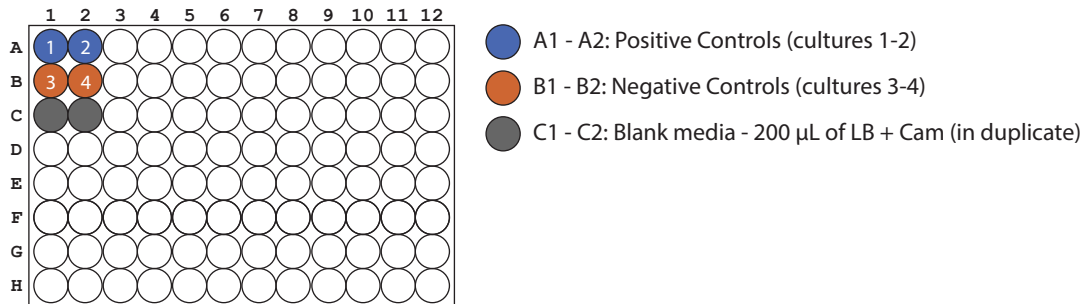 1 2 3 4 5 6 7 8 9 10 11 12
A 1 2
B 3 4
C
D
E
F
G
H
A1 - A2: Positive Controls (cultures 1-2)
B1 - B2: Negative Controls (cultures 3-4)
C1 - C2: Blank media - 200 µL of LB + Cam (in duplicate)